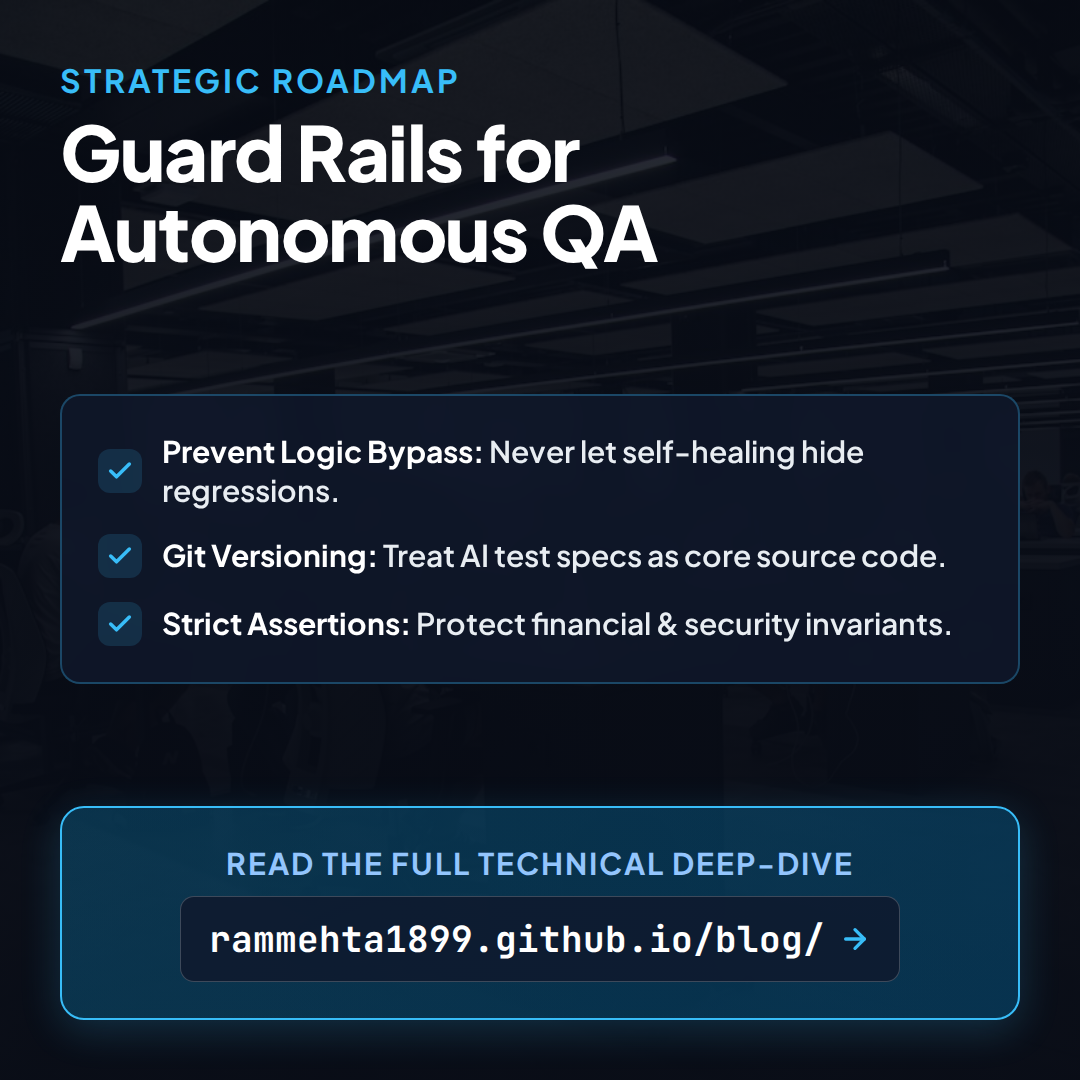 STRATEGIC ROADMAP
Guard Rails for
Autonomous QA
Prevent Logic Bypass: Never let self-healing hide
regressions.
Git Versioning: Treat AI test specs as core source code.
Strict Assertions: Protect financial & security invariants.
READ THE FULL TECHNICAL DEEP-DIVE
rammehta1899.github.io/blog/ →